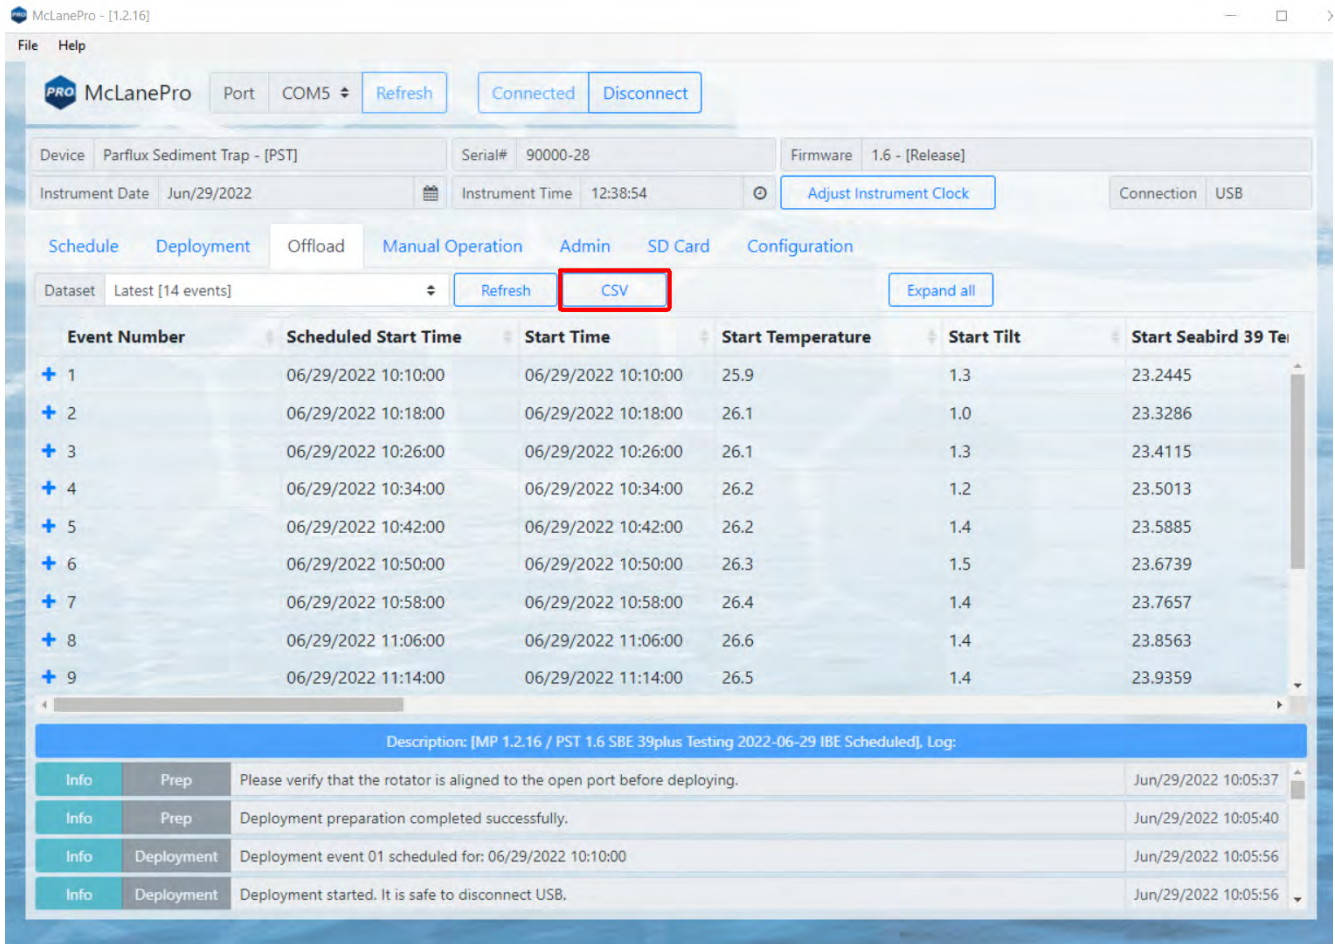 McLanePro - [1.2.16]
File Help
PRO McLanePro Port COM5 Refresh Connected Disconnect
Device Parflux Sediment Trap - [PST] Serial# 90000-28 Firmware 1.6 - [Release]
Instrument Date Jun/29/2022 Instrument Time 12:38:54 Adjust Instrument Clock Connection USB
Schedule Deployment Offload Manual Operation Admin SD Card Configuration
Dataset Latest [14 events] Refresh CSV Expand all
Event Number Scheduled Start Time Start Time Start Temperature Start Tilt Start Seabird 39 Te
1 06/29/2022 10:10:00 06/29/2022 10:10:00 25.9 1.3 23.2445
2 06/29/2022 10:18:00 06/29/2022 10:18:00 26.1 1.0 23.3286
3 06/29/2022 10:26:00 06/29/2022 10:26:00 26.1 1.3 23.4115
4 06/29/2022 10:34:00 06/29/2022 10:34:00 26.2 1.2 23.5013
5 06/29/2022 10:42:00 06/29/2022 10:42:00 26.2 1.4 23.5885
6 06/29/2022 10:50:00 06/29/2022 10:50:00 26.3 1.5 23.6739
7 06/29/2022 10:58:00 06/29/2022 10:58:00 26.4 1.4 23.7657
8 06/29/2022 11:06:00 06/29/2022 11:06:00 26.6 1.4 23.8563
9 06/29/2022 11:14:00 06/29/2022 11:14:00 26.5 1.4 23.9359
Description: [MP 1.2.16 / PST 1.6 SBE 39plus Testing 2022-06-29 IBE Scheduled], Log:
Info Prep Please verify that the rotator is aligned to the open port before deploying. Jun/29/2022 10:05:37
Info Prep Deployment preparation completed successfully. Jun/29/2022 10:05:40
Info Deployment Deployment event 01 scheduled for: 06/29/2022 10:10:00 Jun/29/2022 10:05:56
Info Deployment Deployment started. It is safe to disconnect USB. Jun/29/2022 10:05:56